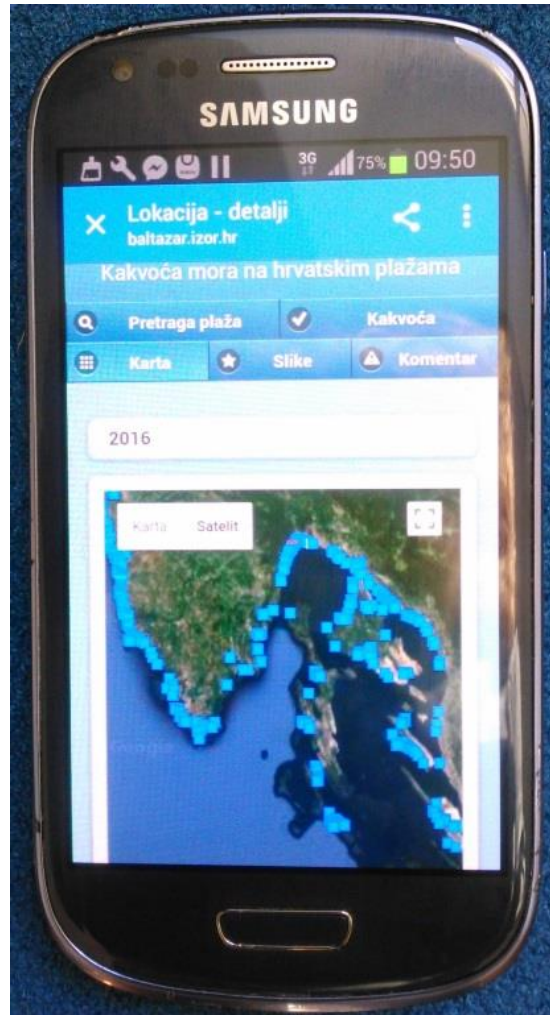 SAMSUNG
3G 75% 09:50
Lokacija - detalji
baltazar.izor.hr
Kakvoća mora na hrvatskim plažama
Pretraga plaža Kakvoća
Karta Slike Komentar
2016
Karta Satelit
Google